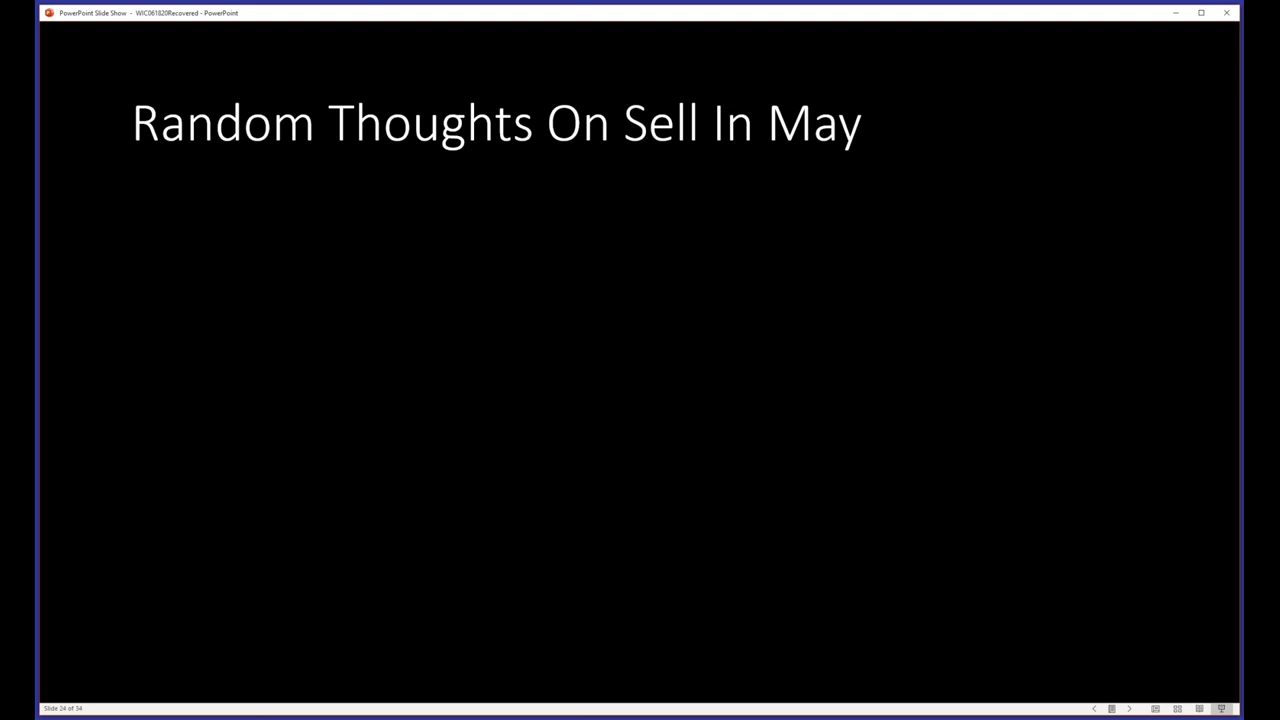 PowerPoint Slide Show - WIC061820Recovered - PowerPoint
Random Thoughts On Sell In May
Slide 24 of 34